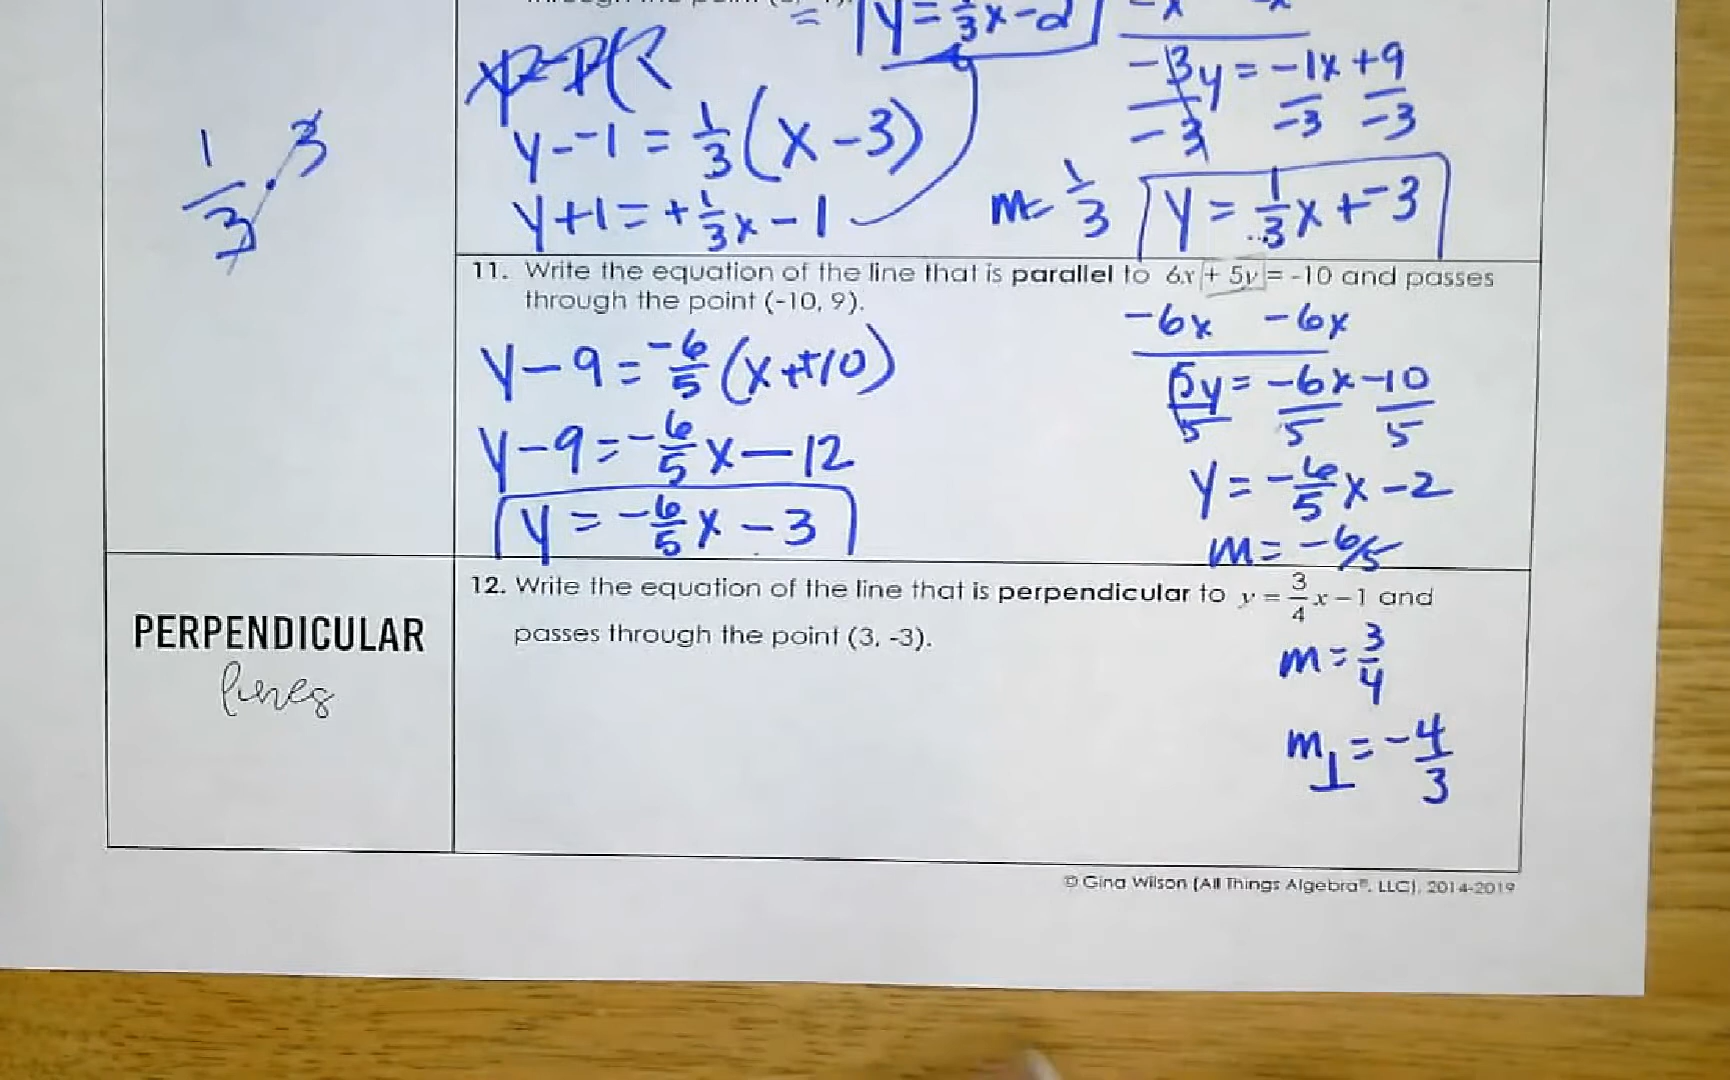 = y = 1/3x - 2
-x -x
-3y = -1x + 9
-3 -3 -3
1/3 · 3
y - -1 = 1/3(x - 3)
y + 1 = + 1/3x - 1
m = 1/3
y = 1/3x + -3
11. Write the equation of the line that is parallel to 6x + 5y = -10 and passes
through the point (-10, 9).
-6x -6x
y - 9 = -6/5(x + +10)
5y = -6x - 10
5 5 5
y - 9 = -6/5x - 12
y = -6/5x - 2
y = -6/5x - 3
m = -6/5
PERPENDICULAR
lines
12. Write the equation of the line that is perpendicular to y = 3/4x - 1 and
passes through the point (3, -3).
m = 3/4
m⊥ = -4/3
© Gina Wilson (All Things Algebra®, LLC), 2014-2019